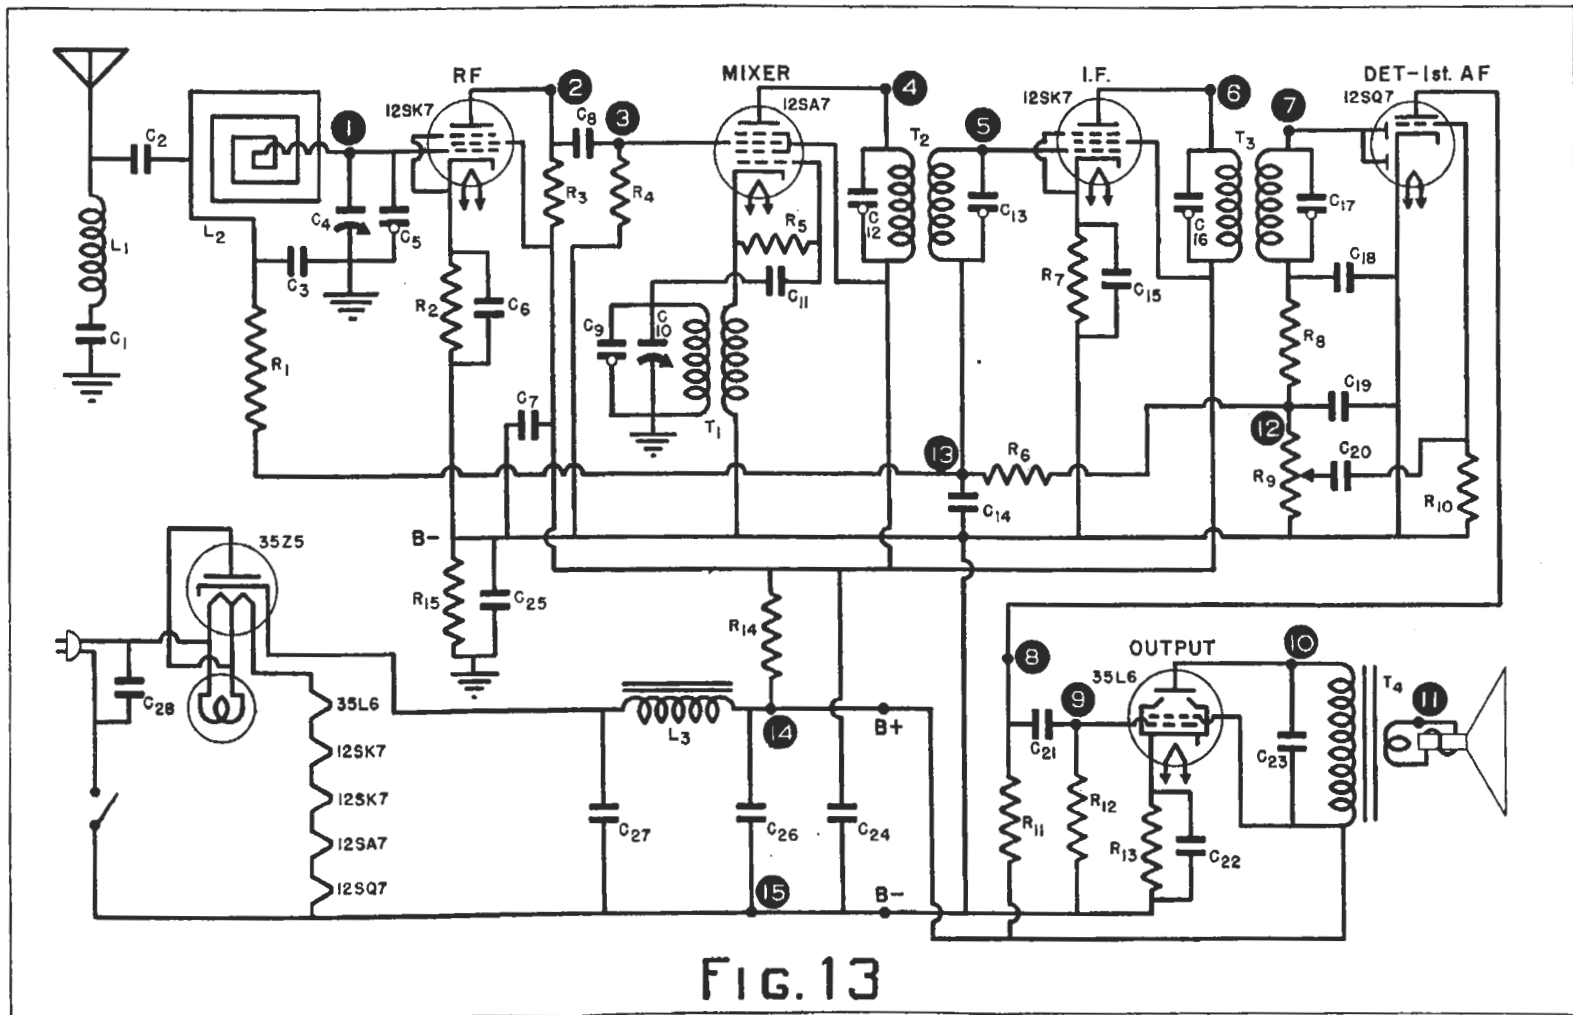 RF
MIXER
I.F.
DET-1st. AF
12SK7
12SA7
12SK7
12SQ7
1
2
3
4
5
6
7
C2
C8
T2
T3
L1
L2
C4
C5
R3
R4
R5
C12
C13
C16
C17
C3
C1
R1
R2
C6
C9
C10
C11
T1
R7
C15
C18
R8
C7
C19
12
13
R6
C20
R9
R10
C14
B-
35Z5
R15
C25
R14
C28
8
OUTPUT
35L6
9
10
T4
11
35L6
12SK7
12SK7
12SA7
12SQ7
L3
14
B+
C21
C23
C27
C26
C24
R11
R12
R13
C22
15
B-
FIG. 13